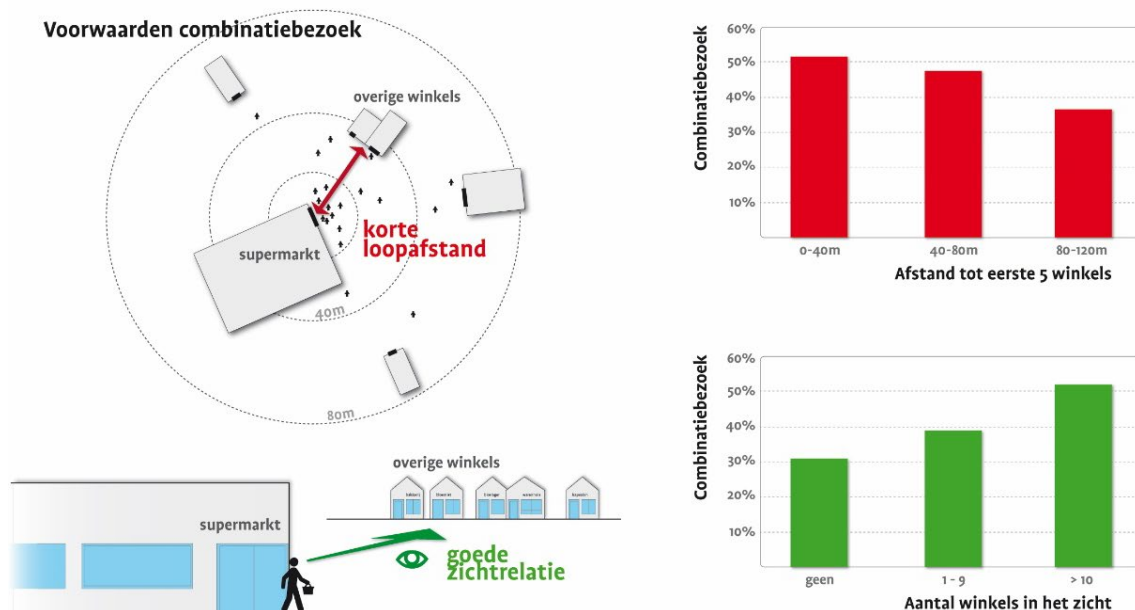 Voorwaarden combinatiebezoek
overige winkels
korte
loopafstand
supermarkt
40m
80m
overige winkels
supermarkt
goede
zichtrelatie
Combinatiebezoek
60%
50%
40%
30%
20%
10%
0-40m
40-80m
80-120m
Afstand tot eerste 5 winkels
Combinatiebezoek
60%
50%
40%
30%
20%
10%
geen
1 - 9
> 10
Aantal winkels in het zicht